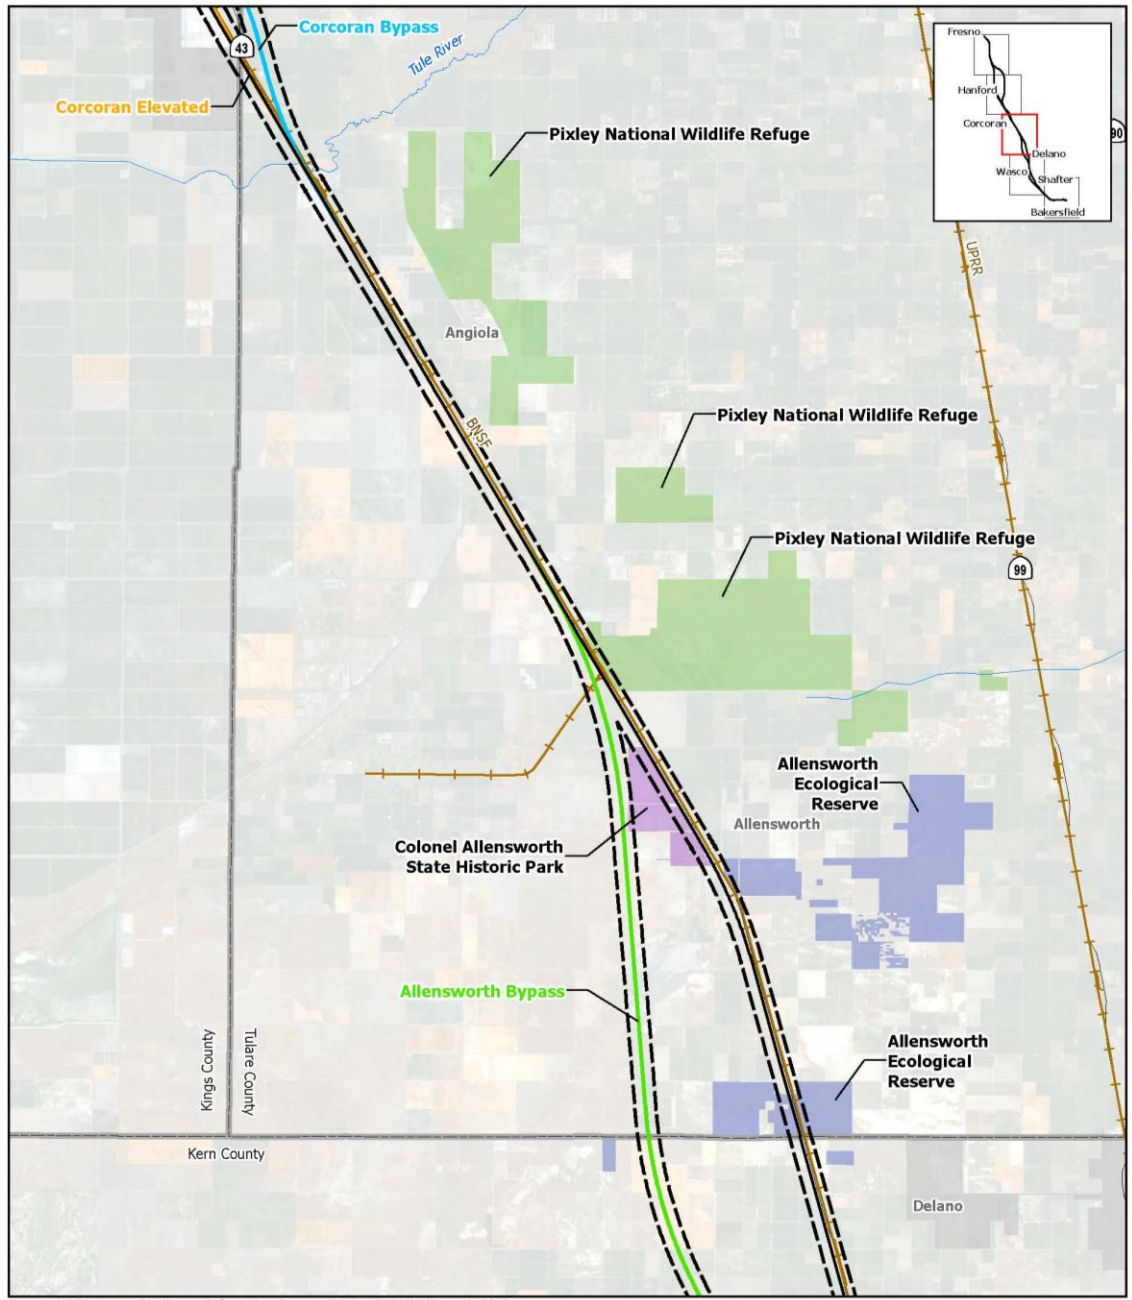 Corcoran Bypass
43
Tule River
Corcoran Elevated
Fresno
Hanford
Corcoran
Delano
Wasco
Shafter
Bakersfield
90
Pixley National Wildlife Refuge
UPRR
Angiola
Pixley National Wildlife Refuge
BNSF
Pixley National Wildlife Refuge
99
Allensworth
Ecological
Reserve
Allensworth
Colonel Allensworth
State Historic Park
Allensworth Bypass
Kings County
Tulare County
Allensworth
Ecological
Reserve
Kern County
Delano